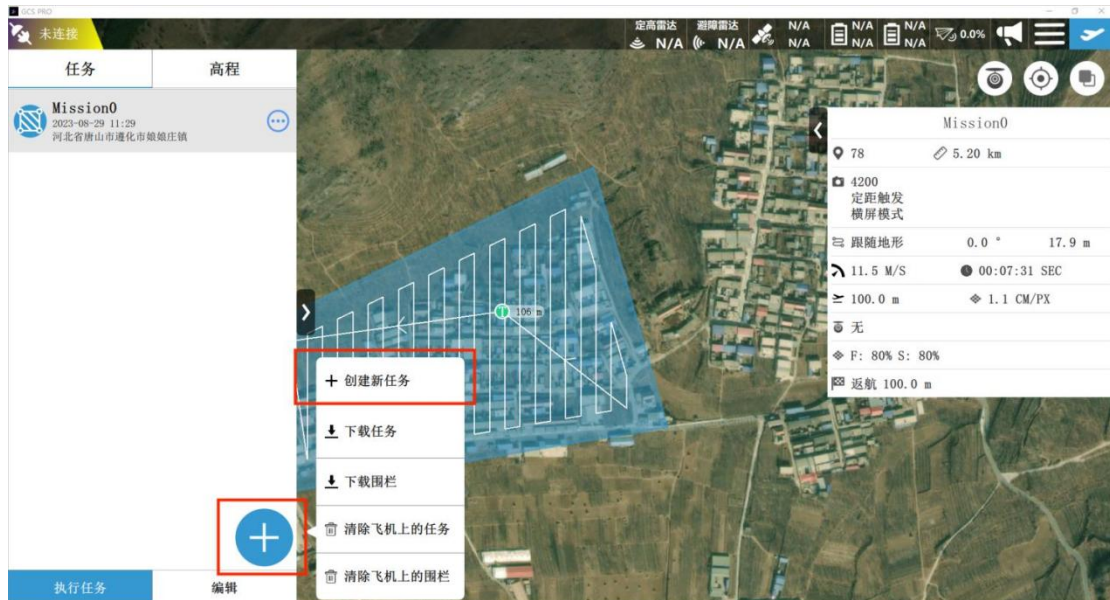 GCS PRO
未连接
定高雷达
N/A
避障雷达
N/A
N/A
N/A
N/A
N/A
N/A
N/A
0.0%
任务
高程
Mission0
2023-08-29 11:29
河北省唐山市遵化市娘娘庄镇
106 m
创建新任务
下载任务
下载围栏
清除飞机上的任务
清除飞机上的围栏
执行任务
编辑
Mission0
78
5.20 km
4200
定距触发
横屏模式
跟随地形 0.0 ° 17.9 m
11.5 M/S 00:07:31 SEC
100.0 m 1.1 CM/PX
无
F: 80% S: 80%
返航 100.0 m